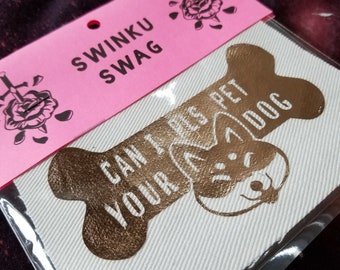 SWINKU
SWAG
CAN I PLS PET
YOUR DOG